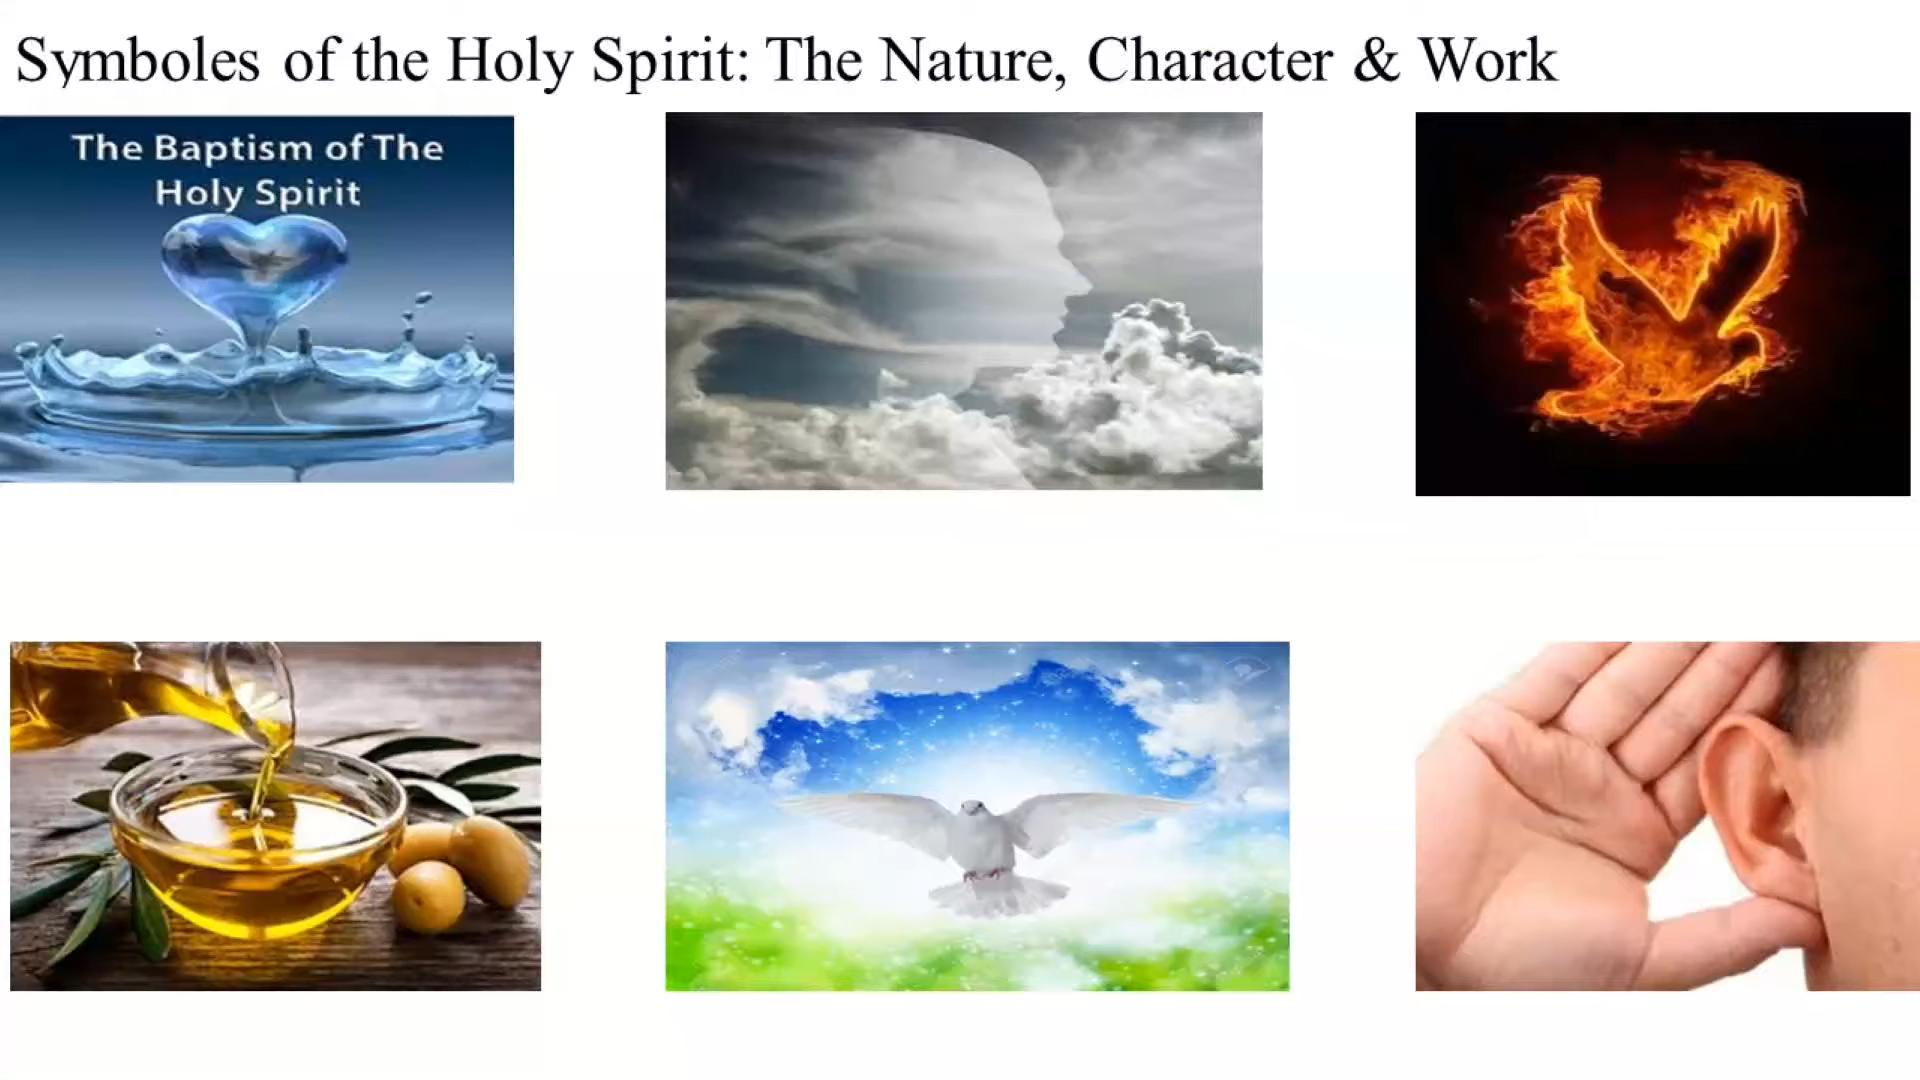 Symboles of the Holy Spirit: The Nature, Character & Work
The Baptism of The
Holy Spirit